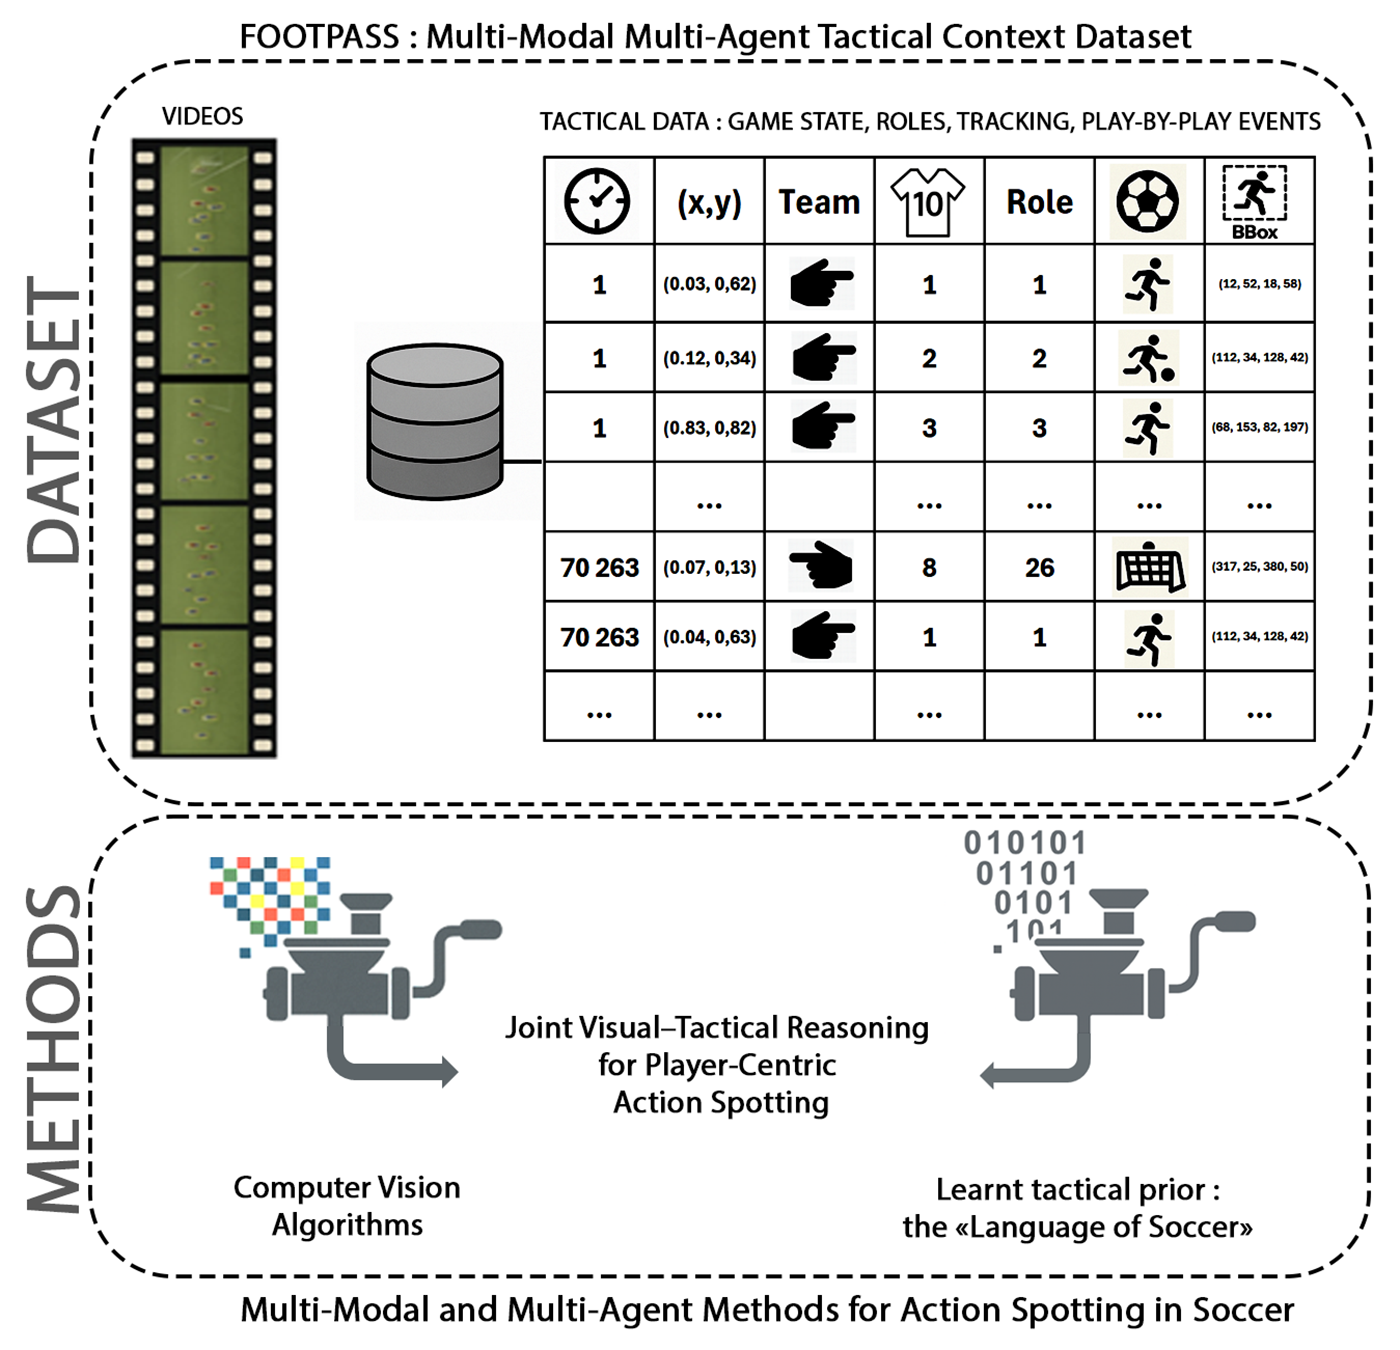 FOOTPASS : Multi-Modal Multi-Agent Tactical Context Dataset
DATASET
VIDEOS
TACTICAL DATA : GAME STATE, ROLES, TRACKING, PLAY-BY-PLAY EVENTS
(x,y) Team 10 Role BBox
1 (0.03, 0,62) 1 1 (12, 52, 18, 58)
1 (0.12, 0,34) 2 2 (112, 34, 128, 42)
1 (0.83, 0,82) 3 3 (68, 153, 82, 197)
... ... ... ... ...
70 263 (0.07, 0,13) 8 26 (317, 25, 380, 50)
70 263 (0.04, 0,63) 1 1 (112, 34, 128, 42)
... ... ... ... ...
METHODS
010101
01101
0101
101
Joint Visual–Tactical Reasoning
for Player-Centric
Action Spotting
Computer Vision
Algorithms
Learnt tactical prior :
the «Language of Soccer»
Multi-Modal and Multi-Agent Methods for Action Spotting in Soccer